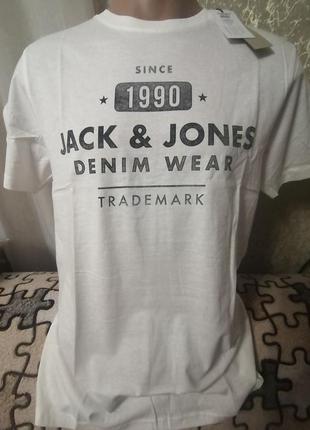 SINCE
★ 1990 ★
JACK & JONES
DENIM WEAR
TRADEMARK